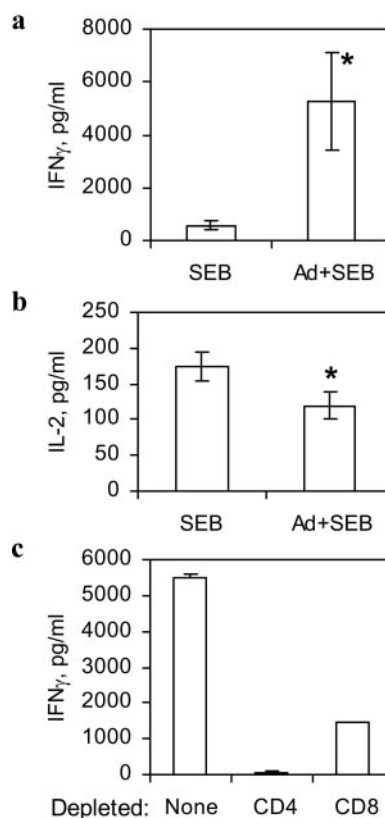 a
8000
6000
4000
2000
0
IFNγ, pg/ml
*
SEB Ad+SEB
b
250
200
150
100
50
0
IL-2, pg/ml
*
SEB Ad+SEB
c
6000
5000
4000
3000
2000
1000
0
IFNγ, pg/ml
Depleted: None CD4 CD8